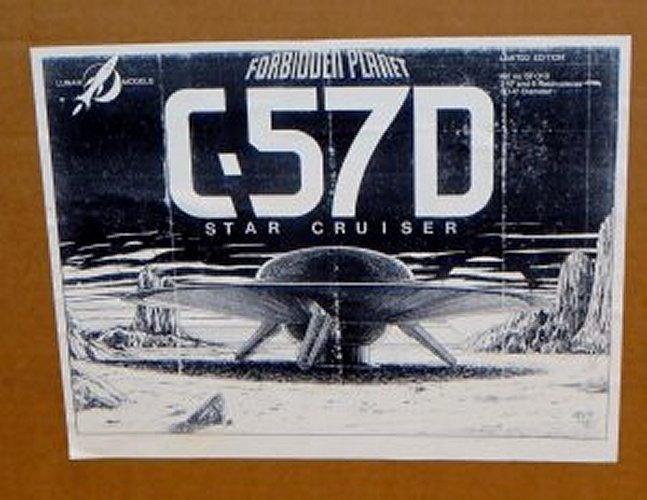 FORBIDDEN PLANET
LIMITED EDITION
LUNAR MODELS
C-57D
STAR CRUISER